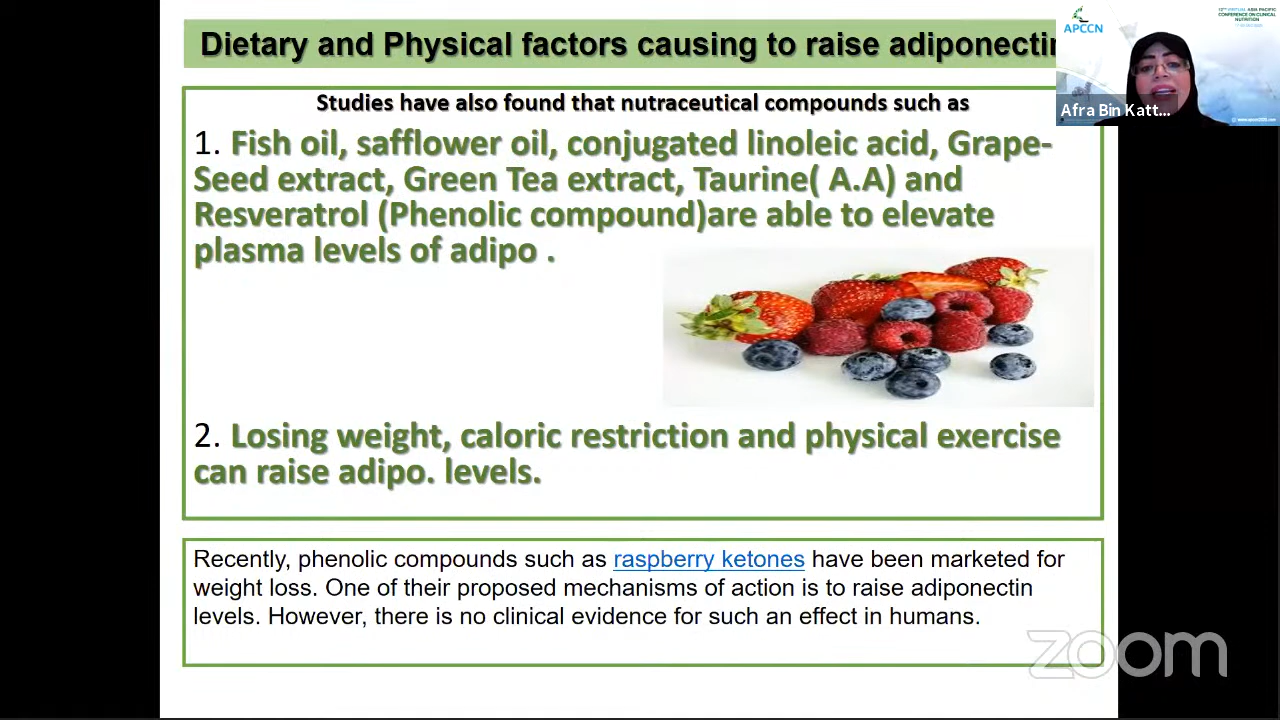 Dietary and Physical factors causing to raise adiponectin
Studies have also found that nutraceutical compounds such as
1. Fish oil, safflower oil, conjugated linoleic acid, Grape-
Seed extract, Green Tea extract, Taurine( A.A) and
Resveratrol (Phenolic compound)are able to elevate
plasma levels of adipo .
2. Losing weight, caloric restriction and physical exercise
can raise adipo. levels.
Recently, phenolic compounds such as raspberry ketones have been marketed for
weight loss. One of their proposed mechanisms of action is to raise adiponectin
levels. However, there is no clinical evidence for such an effect in humans.
APCCN
Afra Bin Katt...
zoom